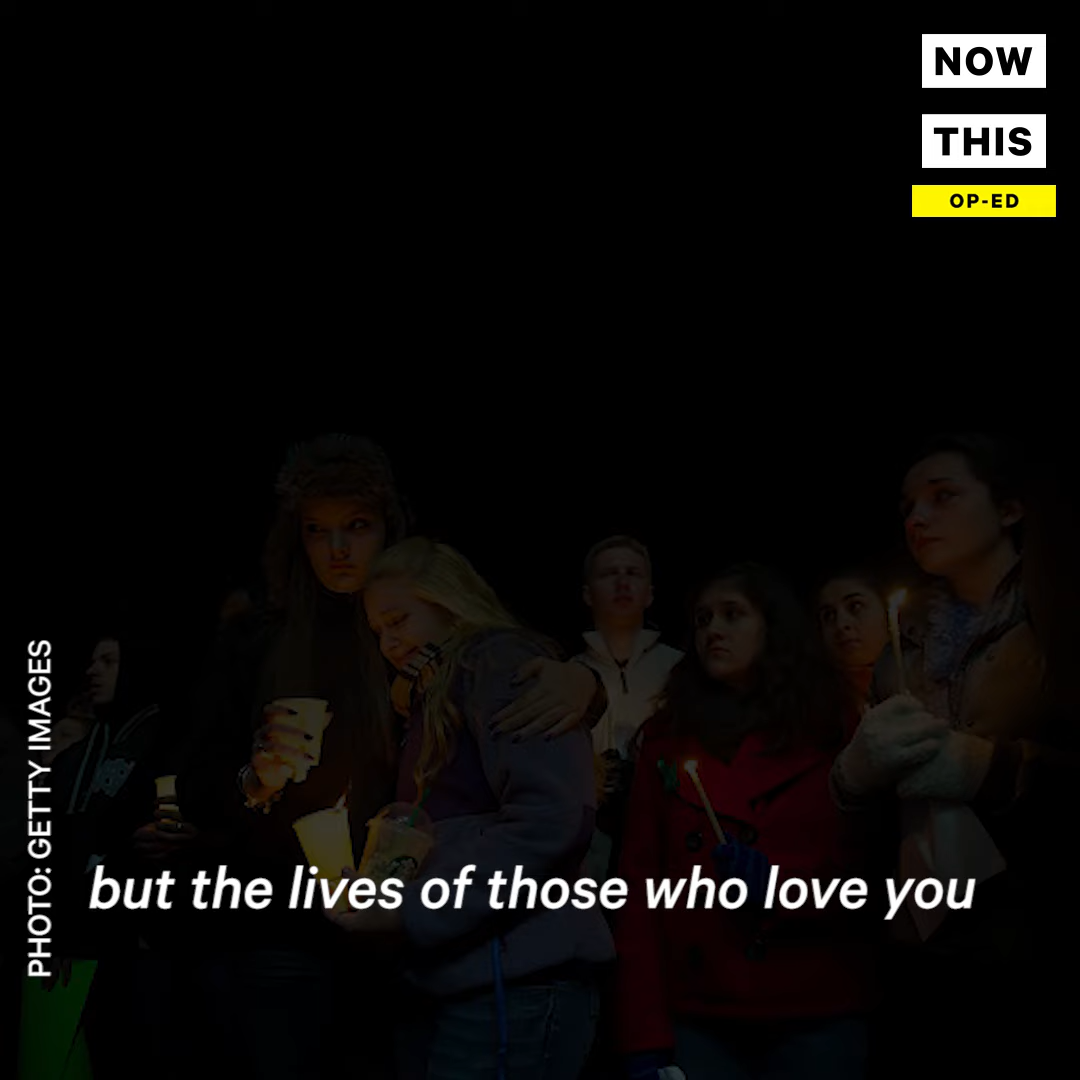 NOW
THIS
OP-ED
PHOTO: GETTY IMAGES
but the lives of those who love you